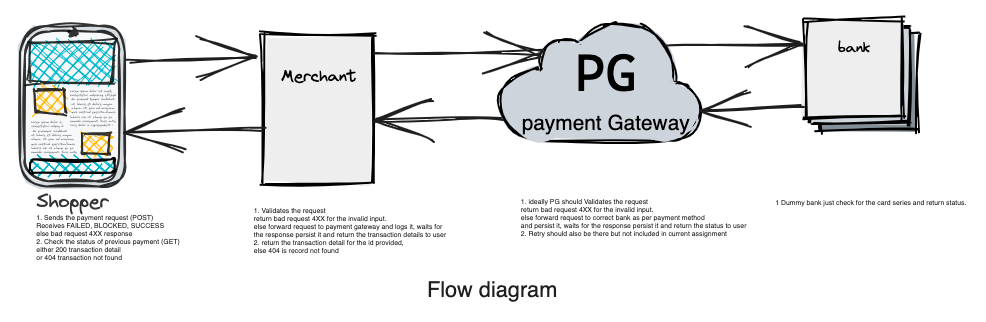 Merchant
PG
payment Gateway
bank
Shopper
1. Sends the payment request (POST)
Receives FAILED, BLOCKED, SUCCESS
else bad request 4XX response
2. Check the status of previous payment (GET)
either 200 transaction detail
or 404 transaction not found
1. Validates the request
return bad request 4XX for the invalid input.
else forward request to payment gateway and logs it, waits for
the response persist it and return the transaction details to user
2. return the transaction detail for the id provided,
else 404 is record not found
1. ideally PG should Validates the request
return bad request 4XX for the invalid input.
else forward request to correct bank as per payment method
and persist it, waits for the response persist it and return the status to user
2. Retry should also be there but not included in current assignment
1 Dummy bank just check for the card series and return status.
Flow diagram